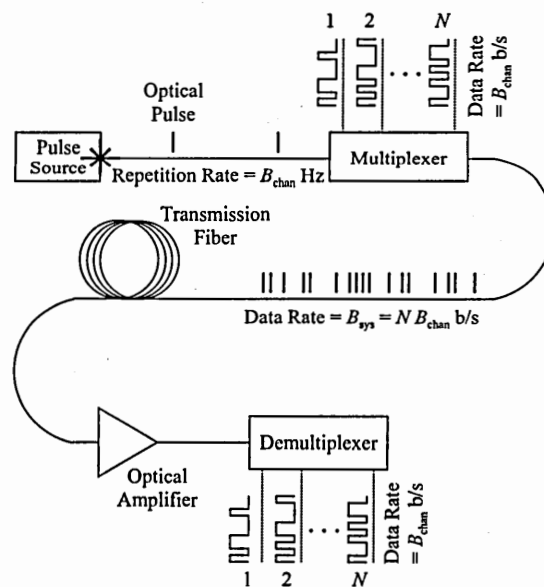 1 2 ... N
Data Rate
= B_chan b/s
Optical
Pulse
Pulse
Source
Multiplexer
Repetition Rate = B_chan Hz
Transmission
Fiber
Data Rate = B_sys = N B_chan b/s
Demultiplexer
Optical
Amplifier
Data Rate
= B_chan b/s
1 2 ... N